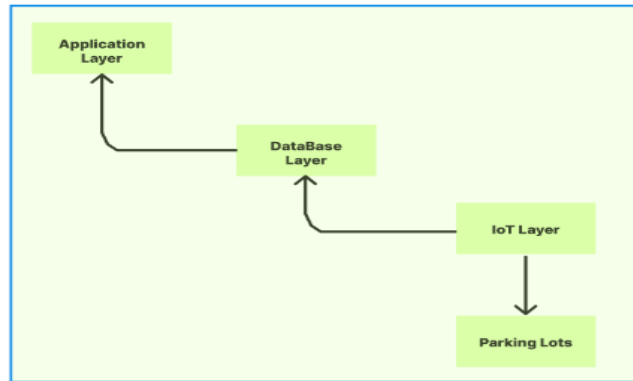 Application
Layer
DataBase
Layer
IoT Layer
Parking Lots